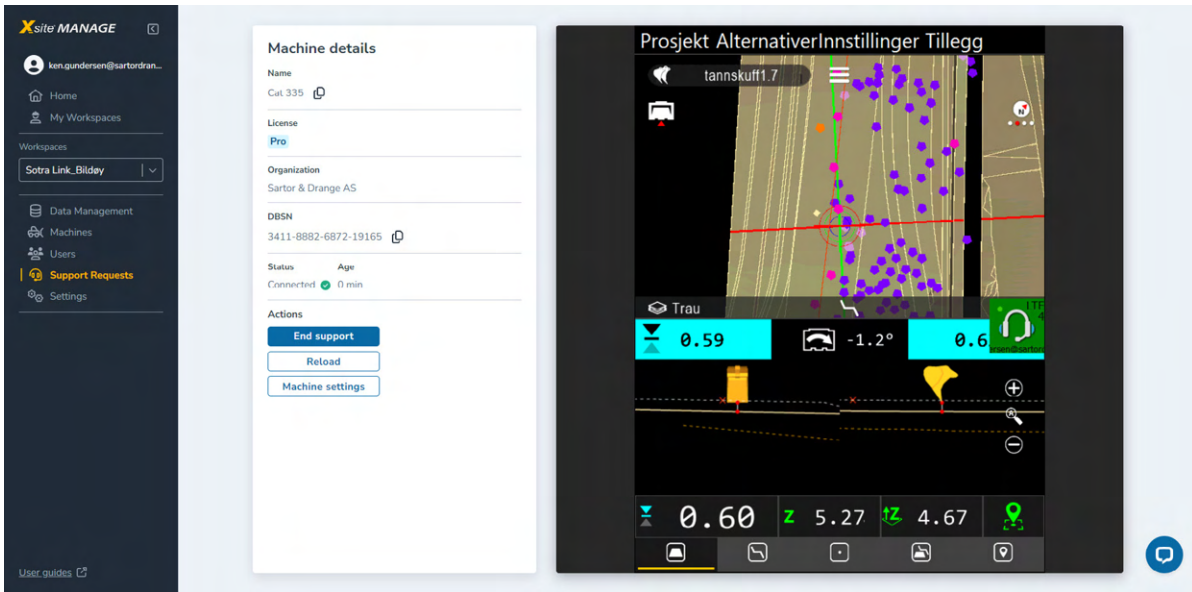 Xsite MANAGE
ken.gundersen@sartordran...
Home
My Workspaces
Workspaces
Sotra Link_Bildøy
Data Management
Machines
Users
Support Requests
Settings
User guides
Machine details
Name
Cat 335
License
Pro
Organization
Sartor & Drange AS
DBSN
3411-8882-6872-19165
Status Age
Connected 0 min
Actions
End support
Reload
Machine settings
Prosjekt AlternativerInnstillinger Tillegg
tannskuff1.7
N
Trau
0.59
-1.2°
0.6
ersen@sartor
0.60
Z 5.27
Z 4.67